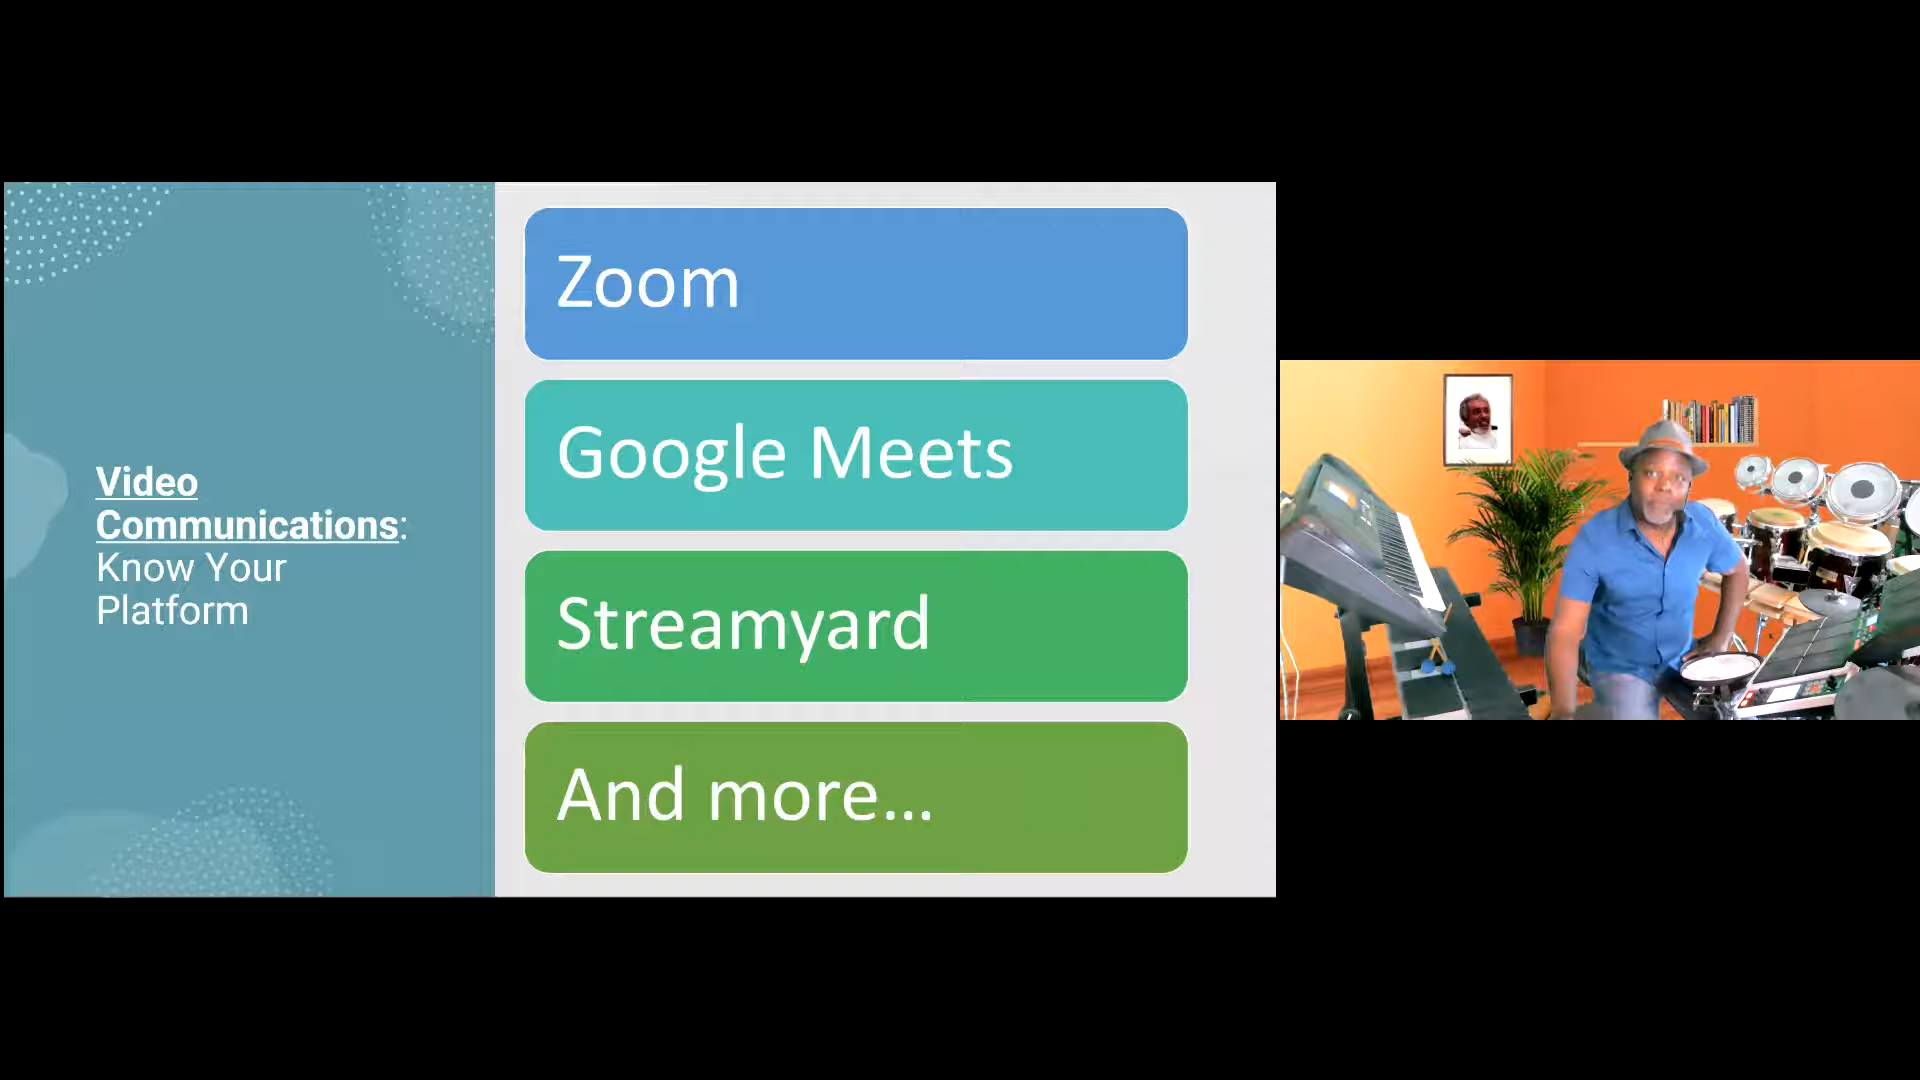 Video
Communications:
Know Your
Platform
Zoom
Google Meets
Streamyard
And more...